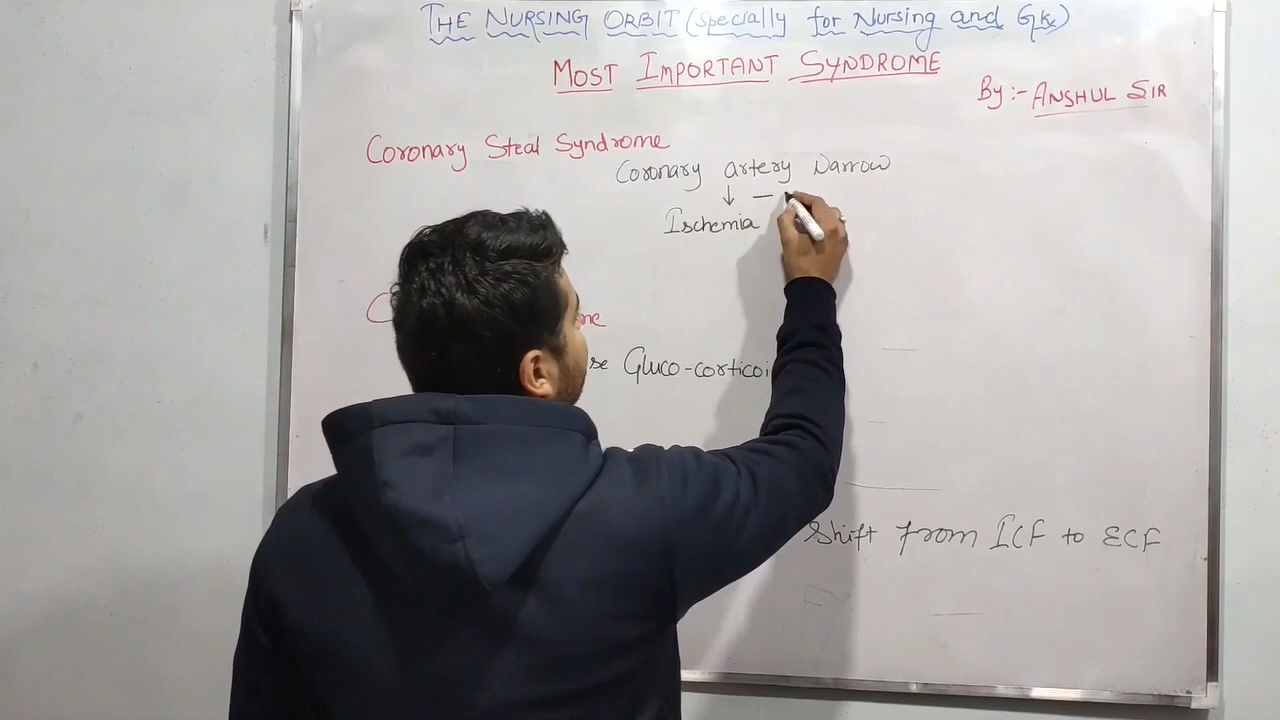 THE NURSING ORBIT (specially for Nursing and Gk)
MOST IMPORTANT SYNDROME
By :- ANSHUL SIR
Coronary Steal Syndrome
Coronary artery Narrow
↓ —
Ischemia
Gluco-corticoi
Shift from ICF to ECF